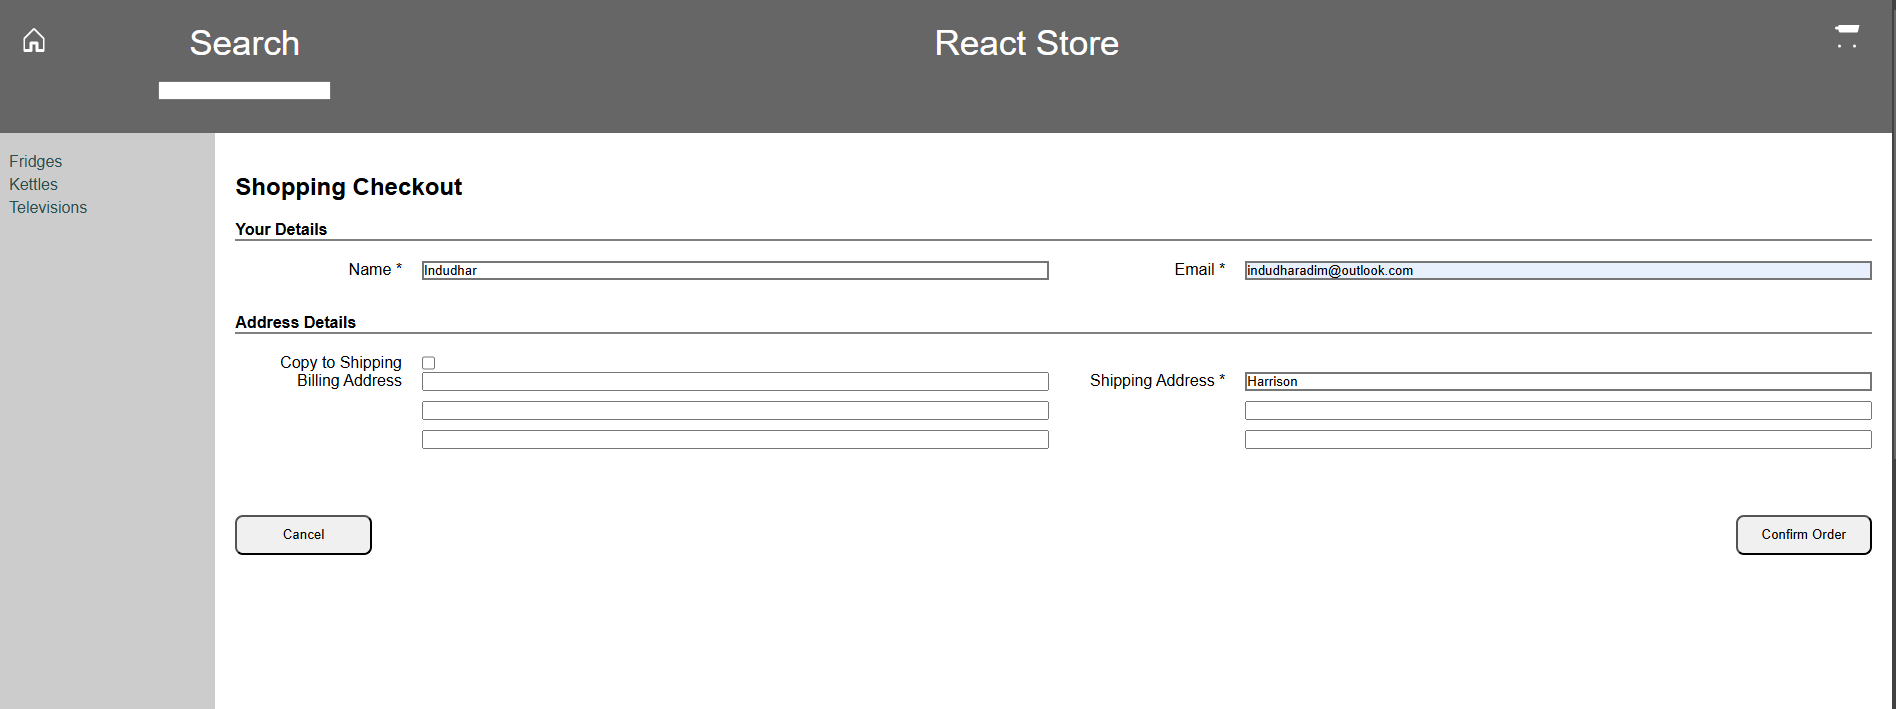 Search
React Store
Fridges
Kettles
Televisions
Shopping Checkout
Your Details
Name * Indudhar Email * indudharadim@outlook.com
Address Details
Copy to Shipping
Billing Address Shipping Address * Harrison
Cancel Confirm Order